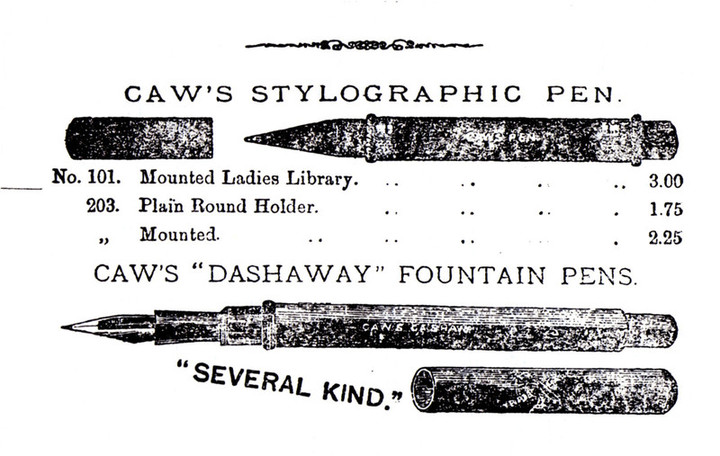 CAW'S STYLOGRAPHIC PEN.
No. 101. Mounted Ladies Library. .. .. . .. 3.00
203. Plain Round Holder. .. .. . . 1.75
„ Mounted. .. .. .. . 2.25
CAW'S "DASHAWAY" FOUNTAIN PENS.
"SEVERAL KIND."